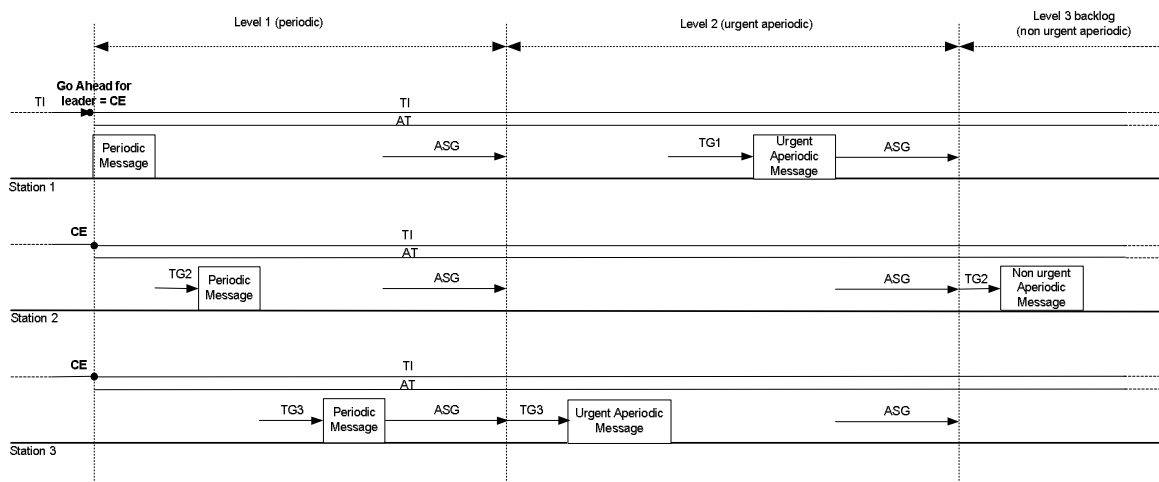 Level 1 (periodic)
Level 2 (urgent aperiodic)
Level 3 backlog
(non urgent aperiodic)
Go Ahead for
leader = CE
TI
TI
AT
Periodic
Message
ASG
TG1
Urgent
Aperiodic
Message
ASG
Station 1
CE
TI
AT
TG2
Periodic
Message
ASG
ASG
TG2
Non urgent
Aperiodic
Message
Station 2
CE
TI
AT
TG3
Periodic
Message
ASG
TG3
Urgent Aperiodic
Message
ASG
Station 3